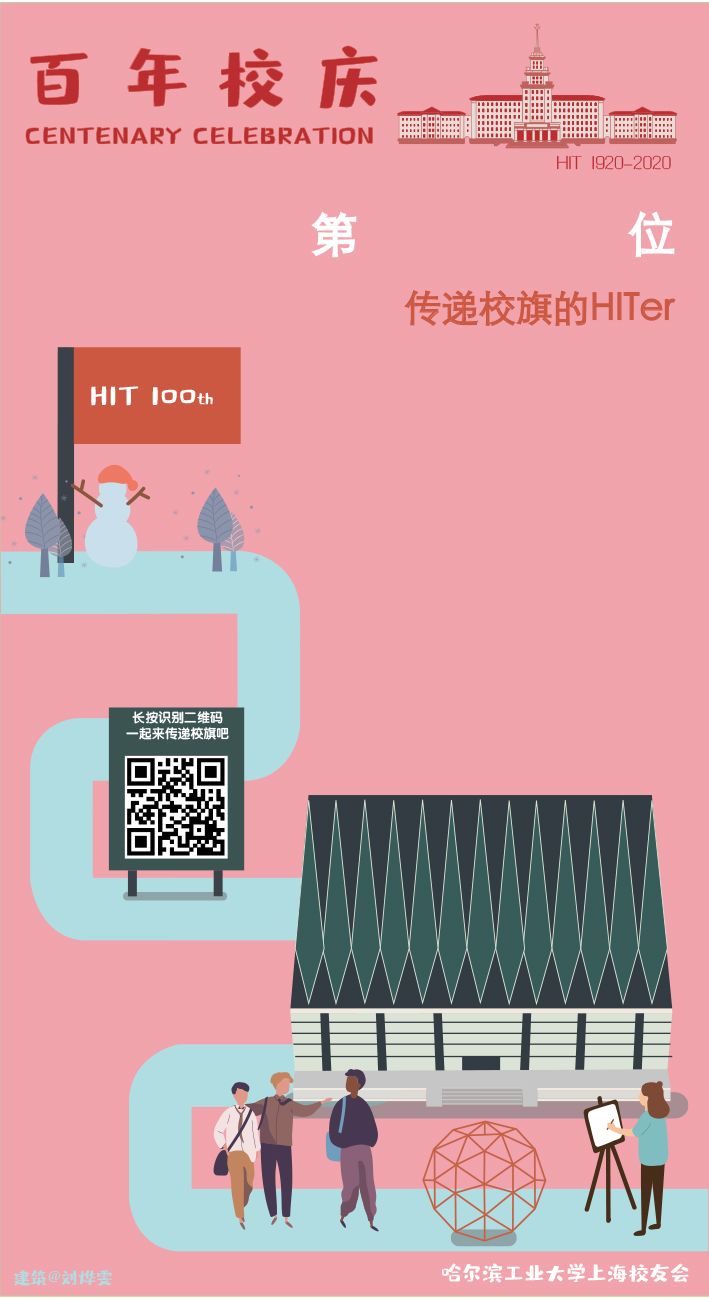 百年校庆
CENTENARY CELEBRATION
HIT 1920-2020
第 位
传递校旗的HITer
HIT 100th
长按识别二维码
一起来传递校旗吧
建筑@刘烨雯
哈尔滨工业大学上海校友会